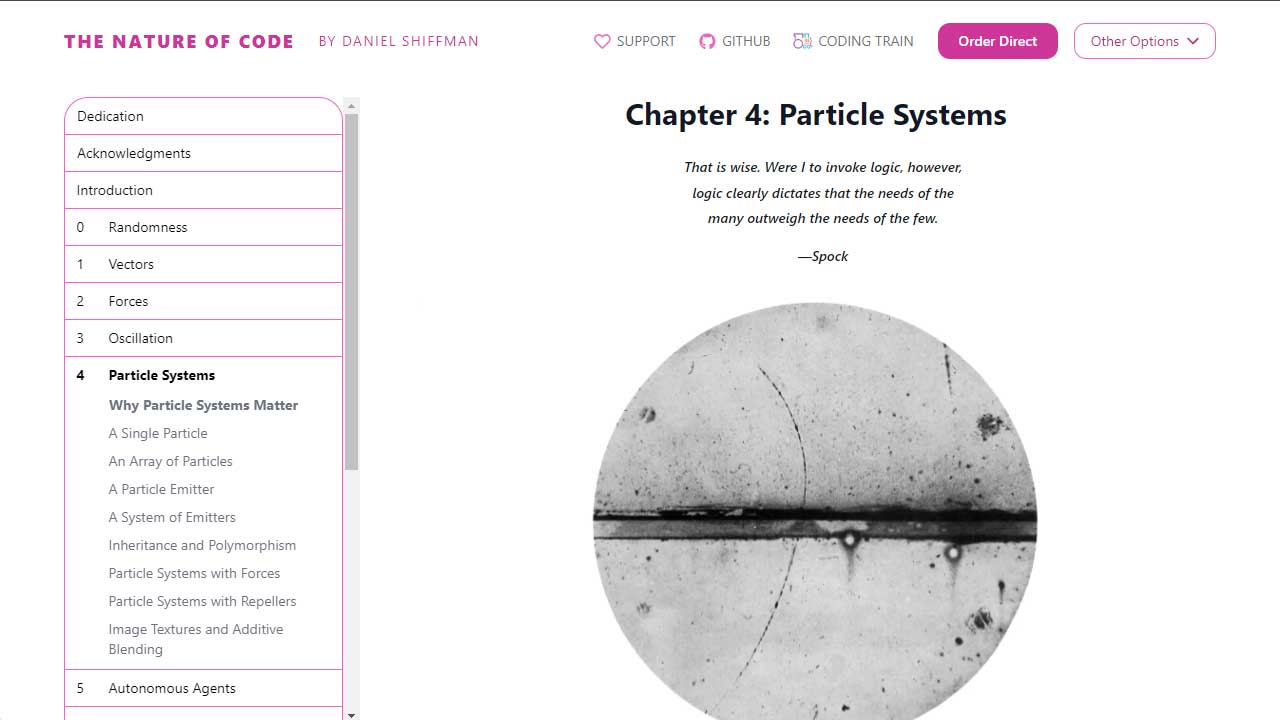 THE NATURE OF CODE BY DANIEL SHIFFMAN SUPPORT GITHUB CODING TRAIN Order Direct Other Options
Dedication
Acknowledgments
Introduction
0 Randomness
1 Vectors
2 Forces
3 Oscillation
4 Particle Systems
Why Particle Systems Matter
A Single Particle
An Array of Particles
A Particle Emitter
A System of Emitters
Inheritance and Polymorphism
Particle Systems with Forces
Particle Systems with Repellers
Image Textures and Additive
Blending
5 Autonomous Agents
Chapter 4: Particle Systems
That is wise. Were I to invoke logic, however,
logic clearly dictates that the needs of the
many outweigh the needs of the few.
—Spock